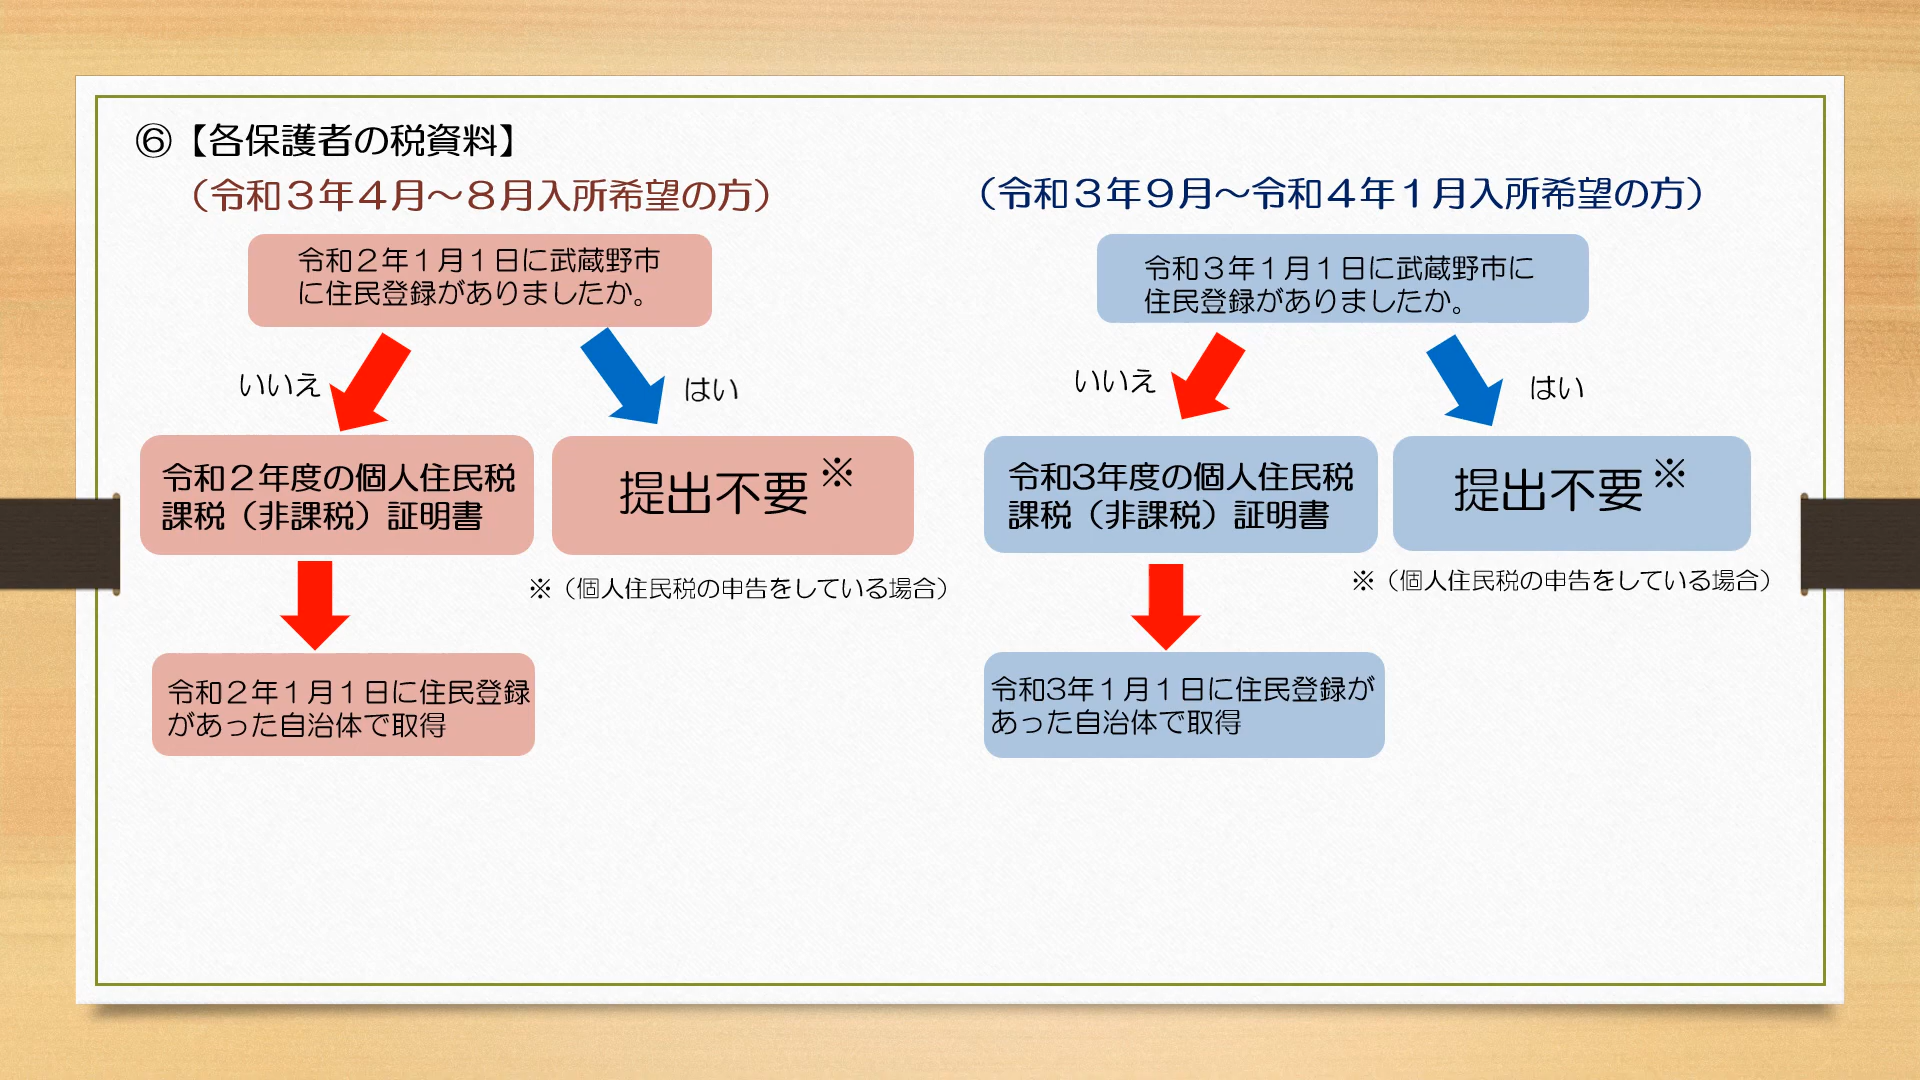 ⑥【各保護者の税資料】
（令和３年４月～８月入所希望の方）
令和２年１月１日に武蔵野市
に住民登録がありましたか。
いいえ
はい
令和２年度の個人住民税
課税（非課税）証明書
提出不要※
※（個人住民税の申告をしている場合）
令和２年１月１日に住民登録
があった自治体で取得
（令和３年９月～令和４年１月入所希望の方）
令和３年１月１日に武蔵野市に
住民登録がありましたか。
いいえ
はい
令和3年度の個人住民税
課税（非課税）証明書
提出不要※
※（個人住民税の申告をしている場合）
令和3年１月１日に住民登録が
あった自治体で取得